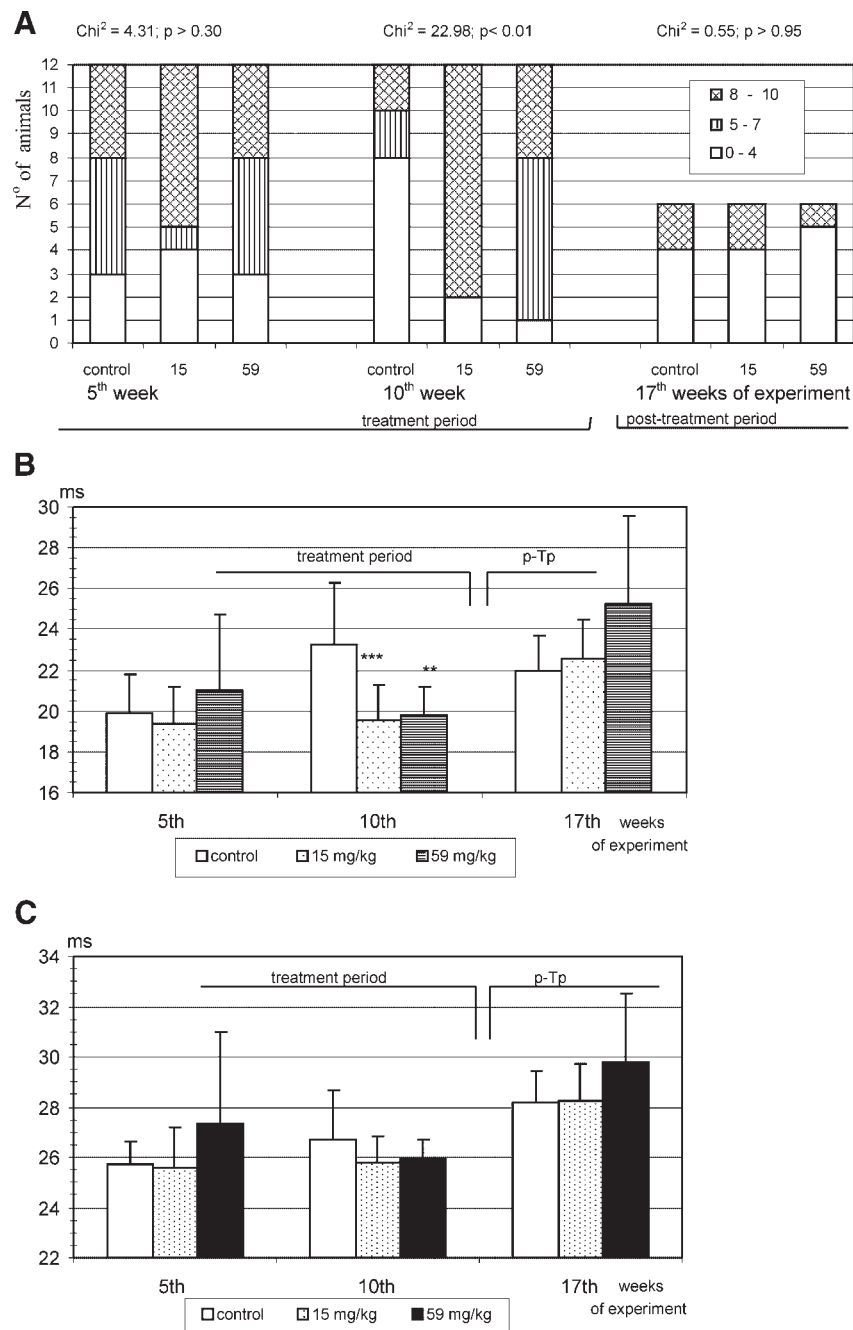 A
Chi² = 4.31; p > 0.30 Chi² = 22.98; p< 0.01 Chi² = 0.55; p > 0.95
Nº of animals
12
11
10
9
8
7
6
5
4
3
2
1
0
8 - 10
5 - 7
0 - 4
control 15 59 control 15 59 control 15 59
5th week 10th week 17th weeks of experiment
treatment period post-treatment period
B
ms
30
28
26
24
22
20
18
16
treatment period p-Tp
***
**
5th 10th 17th weeks
of experiment
control 15 mg/kg 59 mg/kg
C
ms
34
32
30
28
26
24
22
treatment period p-Tp
5th 10th 17th weeks
of experiment
control 15 mg/kg 59 mg/kg